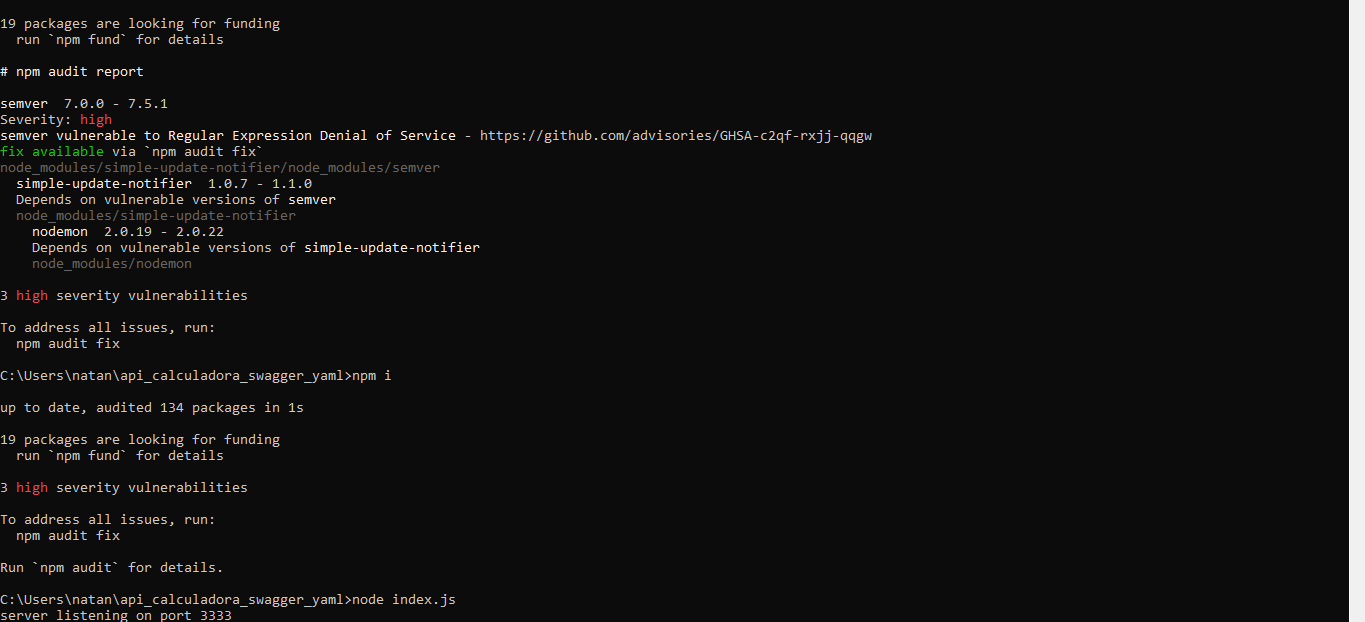 19 packages are looking for funding
  run `npm fund` for details
# npm audit report
semver  7.0.0 - 7.5.1
Severity: high
semver vulnerable to Regular Expression Denial of Service - https://github.com/advisories/GHSA-c2qf-rxjj-qqgw
fix available via `npm audit fix`
node_modules/simple-update-notifier/node_modules/semver
  simple-update-notifier  1.0.7 - 1.1.0
  Depends on vulnerable versions of semver
  node_modules/simple-update-notifier
    nodemon  2.0.19 - 2.0.22
    Depends on vulnerable versions of simple-update-notifier
    node_modules/nodemon
3 high severity vulnerabilities
To address all issues, run:
  npm audit fix
C:\Users\natan\api_calculadora_swagger_yaml>npm i
up to date, audited 134 packages in 1s
19 packages are looking for funding
  run `npm fund` for details
3 high severity vulnerabilities
To address all issues, run:
  npm audit fix
Run `npm audit` for details.
C:\Users\natan\api_calculadora_swagger_yaml>node index.js
server listening on port 3333